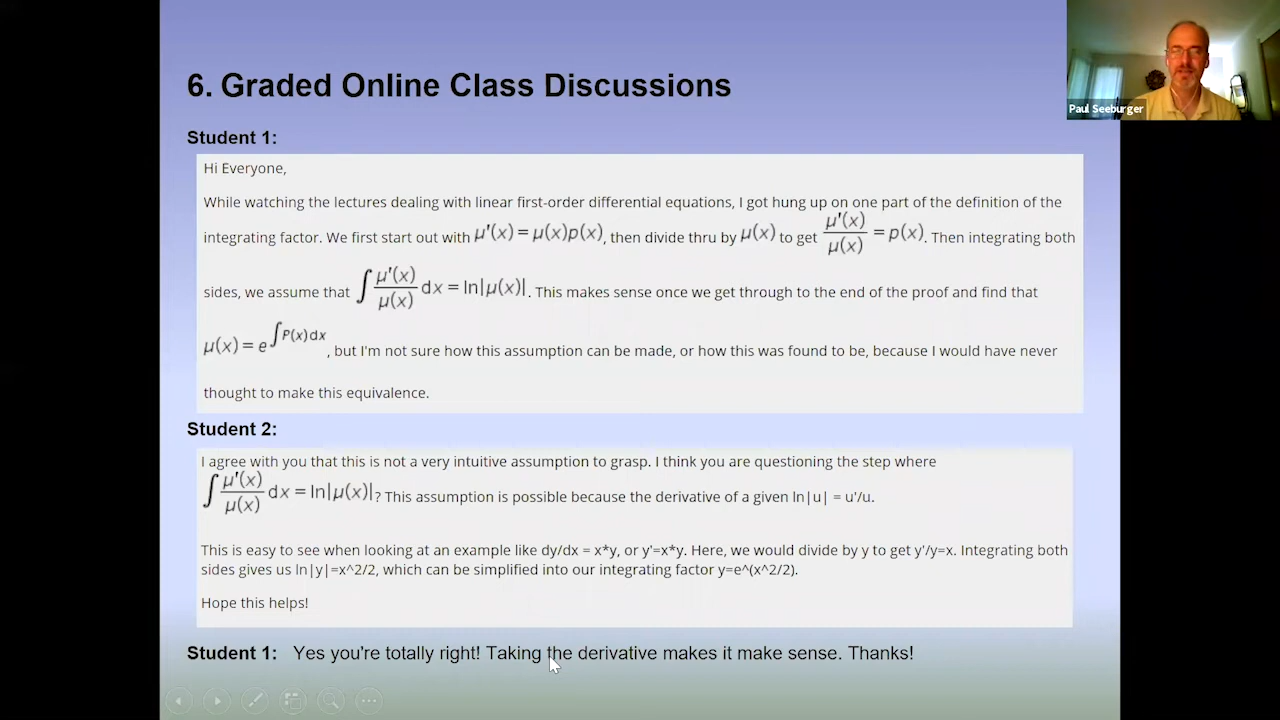 6. Graded Online Class Discussions
Paul Seeburger
Student 1:
Hi Everyone,
While watching the lectures dealing with linear first-order differential equations, I got hung up on one part of the definition of the
integrating factor. We first start out with μ'(x) = μ(x)p(x), then divide thru by μ(x) to get μ'(x)/μ(x) = p(x). Then integrating both
sides, we assume that ∫ μ'(x)/μ(x) dx = ln|μ(x)|. This makes sense once we get through to the end of the proof and find that
μ(x) = e^∫P(x)dx, but I'm not sure how this assumption can be made, or how this was found to be, because I would have never
thought to make this equivalence.
Student 2:
I agree with you that this is not a very intuitive assumption to grasp. I think you are questioning the step where
∫ μ'(x)/μ(x) dx = ln|μ(x)|? This assumption is possible because the derivative of a given ln|u| = u'/u.
This is easy to see when looking at an example like dy/dx = x*y, or y'=x*y. Here, we would divide by y to get y'/y=x. Integrating both
sides gives us ln|y|=x^2/2, which can be simplified into our integrating factor y=e^(x^2/2).
Hope this helps!
Student 1: Yes you're totally right! Taking the derivative makes it make sense. Thanks!